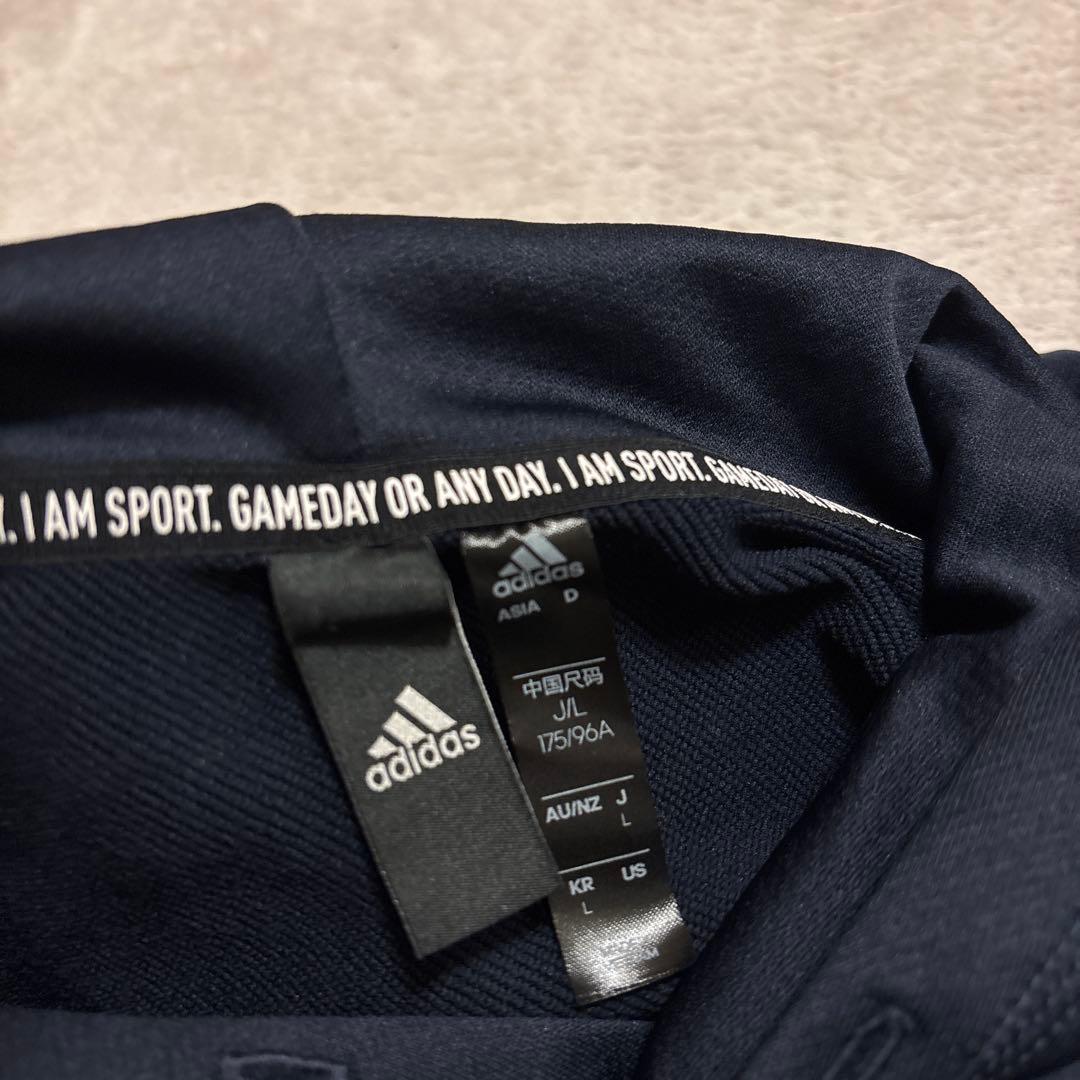 Y. I AM SPORT. GAMEDAY OR ANY DAY. I AM SPORT. GAMEDAY
adidas
adidas
ASIA D
中国尺码
J/L
175/96A
AU/NZ J
L
KR US
L